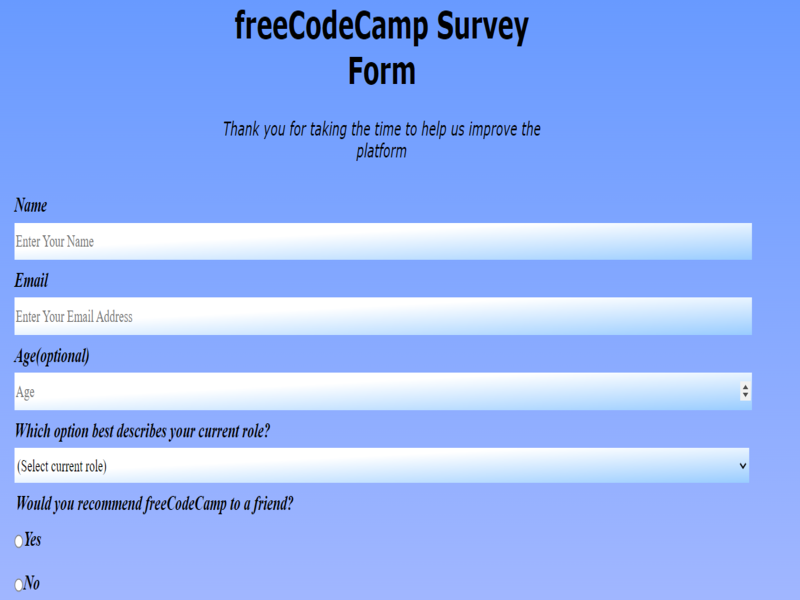 freeCodeCamp Survey
Form
Thank you for taking the time to help us improve the
platform
Name
Enter Your Name
Email
Enter Your Email Address
Age(optional)
Age
Which option best describes your current role?
(Select current role)
Would you recommend freeCodeCamp to a friend?
Yes
No